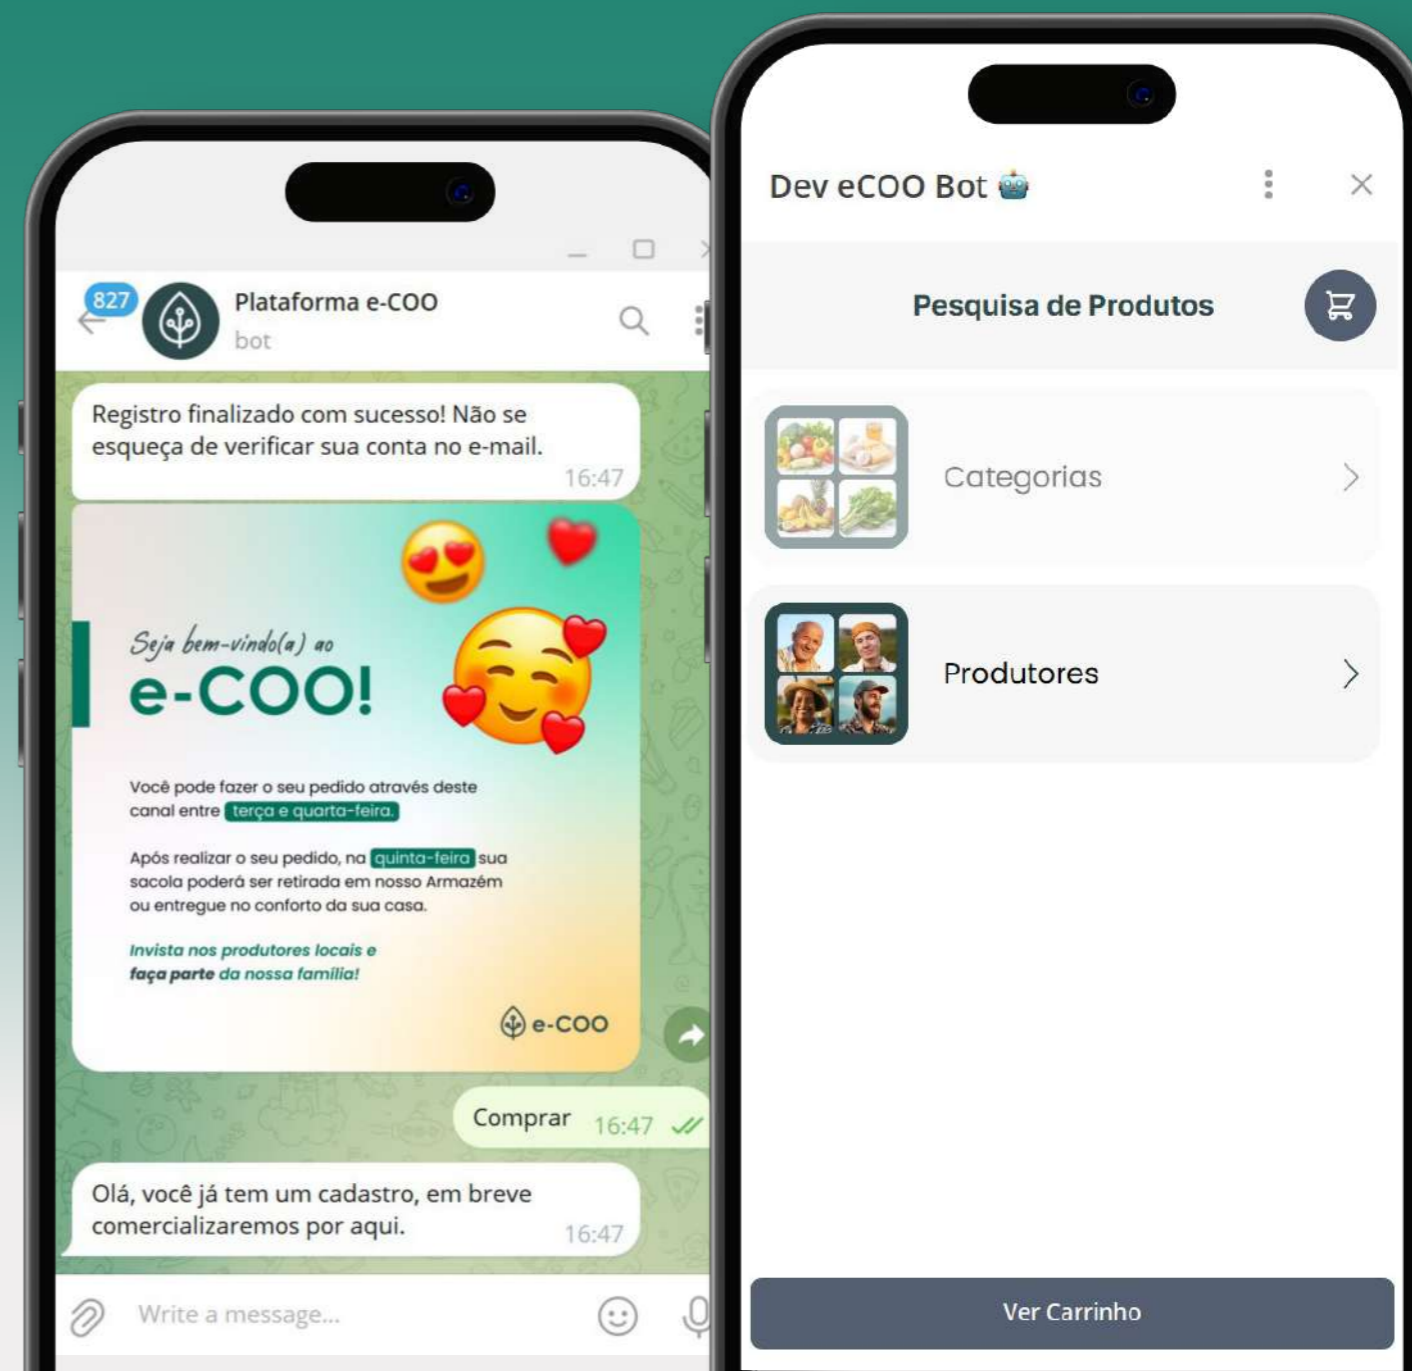 827
Plataforma e-COO
bot
Registro finalizado com sucesso! Não se
esqueça de verificar sua conta no e-mail.
16:47
Seja bem-vindo(a) ao
e-COO!
Você pode fazer o seu pedido através deste
canal entre terça e quarta-feira.
Após realizar o seu pedido, na quinta-feira sua
sacola poderá ser retirada em nosso Armazém
ou entregue no conforto da sua casa.
Invista nos produtores locais e
faça parte da nossa família!
e-COO
Comprar 16:47
Olá, você já tem um cadastro, em breve
comercializaremos por aqui.
16:47
Write a message...
Dev eCOO Bot
Pesquisa de Produtos
Categorias
Produtores
Ver Carrinho